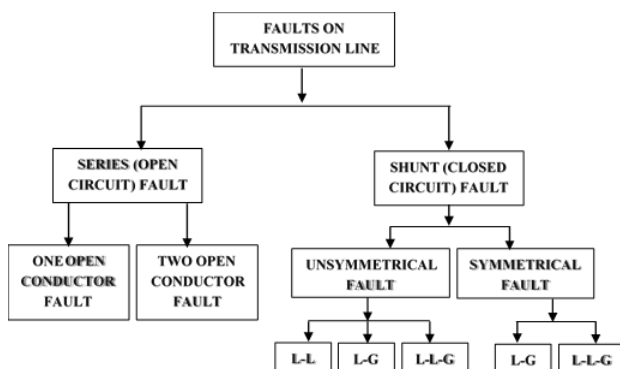 FAULTS ON
TRANSMISSION LINE
SERIES (OPEN
CIRCUIT) FAULT
SHUNT (CLOSED
CIRCUIT) FAULT
ONE OPEN
CONDUCTOR
FAULT
TWO OPEN
CONDUCTOR
FAULT
UNSYMMETRICAL
FAULT
SYMMETRICAL
FAULT
L-L
L-G
L-L-G
L-G
L-L-G